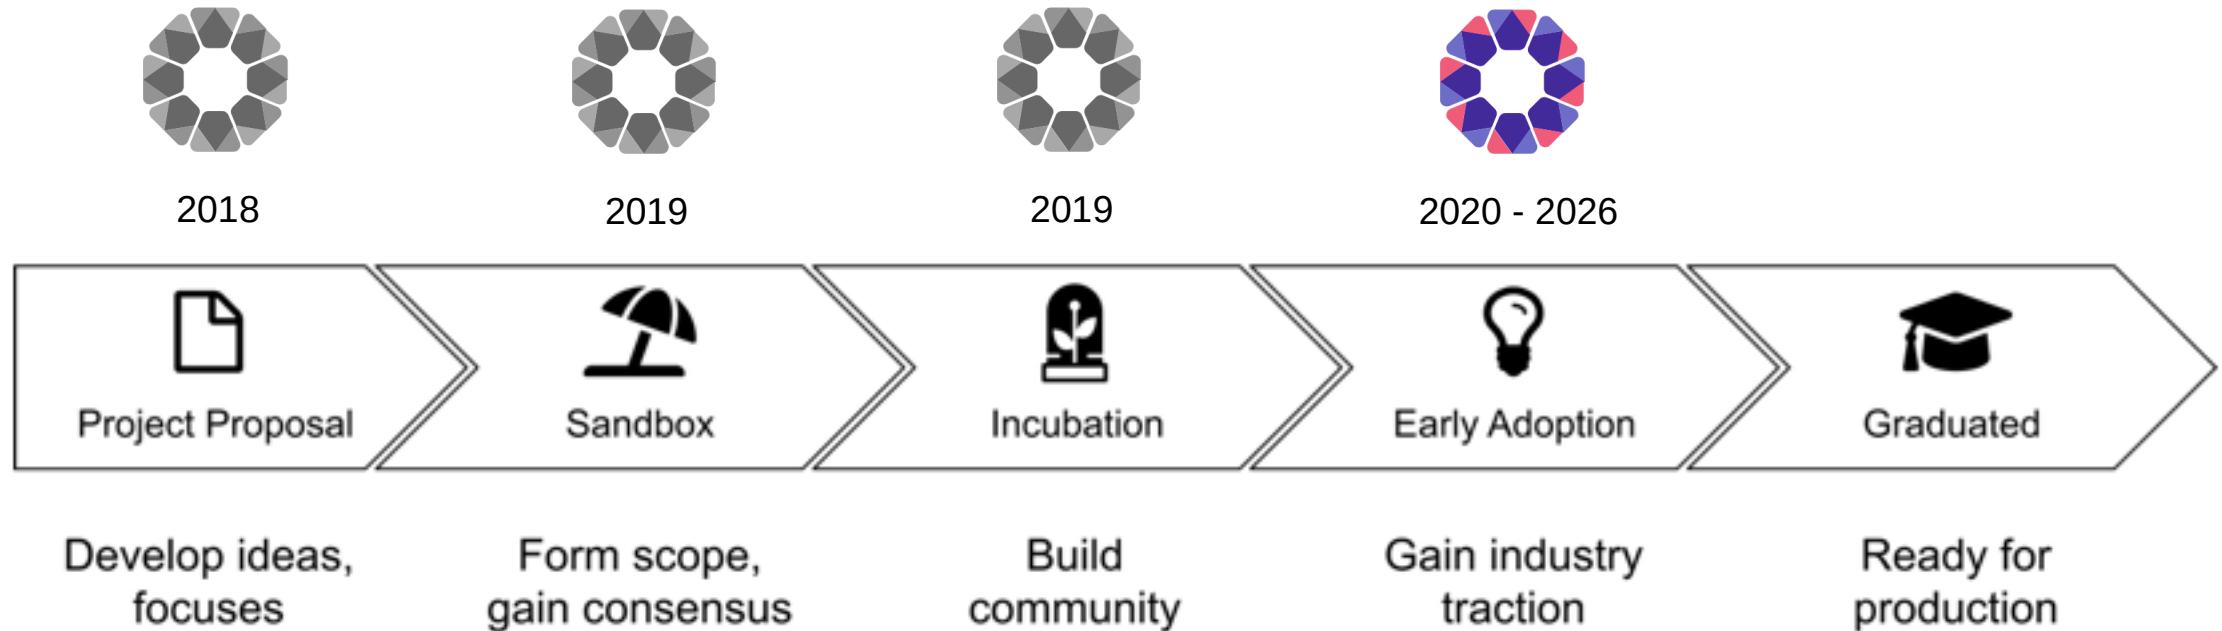 2018
2019
2019
2020 - 2026
Project Proposal
Sandbox
Incubation
Early Adoption
Graduated
Develop ideas,
focuses
Form scope,
gain consensus
Build
community
Gain industry
traction
Ready for
production